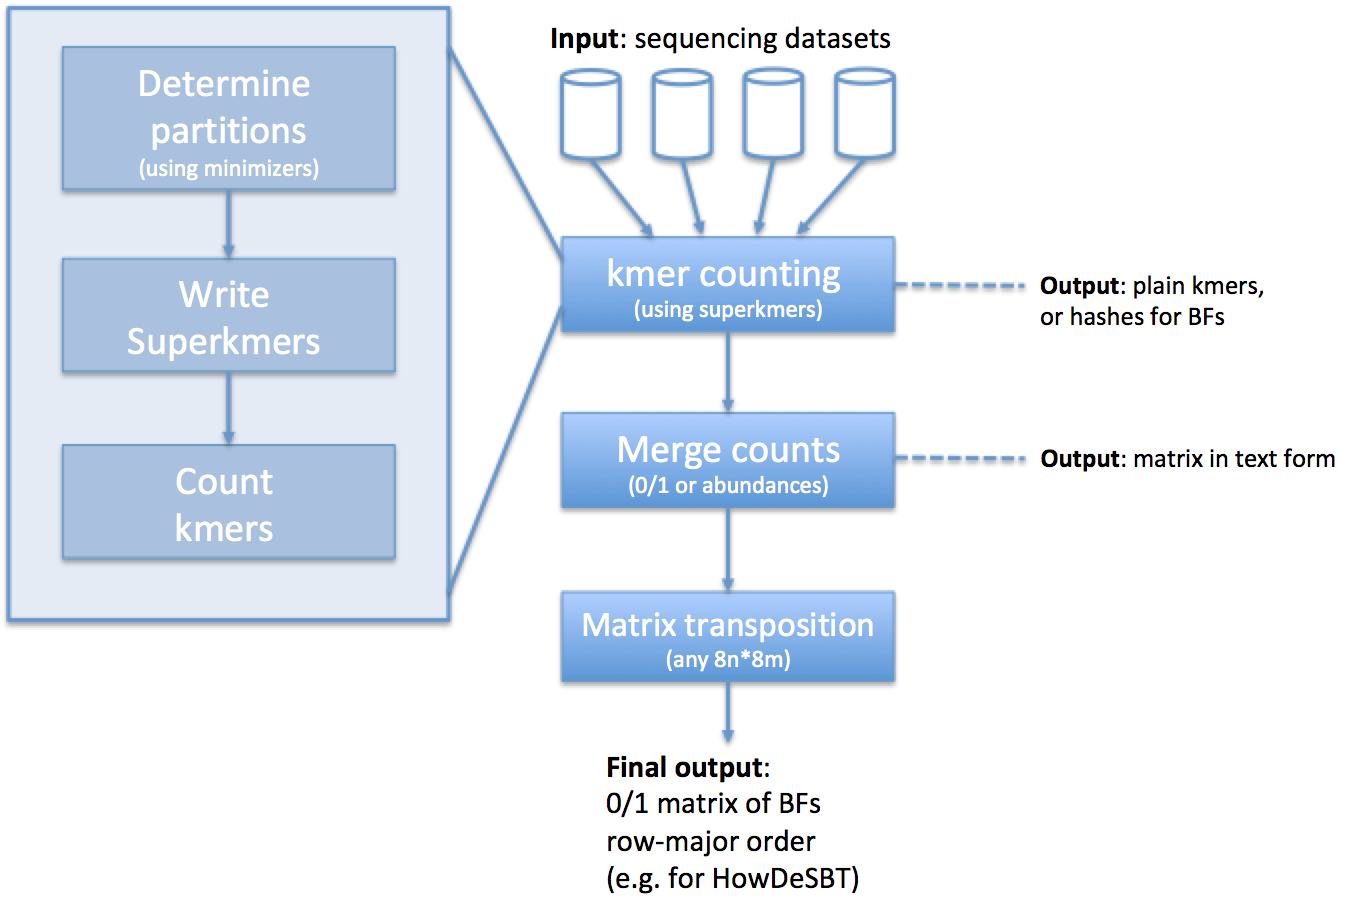 Determine
partitions
(using minimizers)
Write
Superkmers
Count
kmers
Input: sequencing datasets
kmer counting
(using superkmers)
Output: plain kmers,
or hashes for BFs
Merge counts
(0/1 or abundances)
Output: matrix in text form
Matrix transposition
(any 8n*8m)
Final output:
0/1 matrix of BFs
row-major order
(e.g. for HowDeSBT)